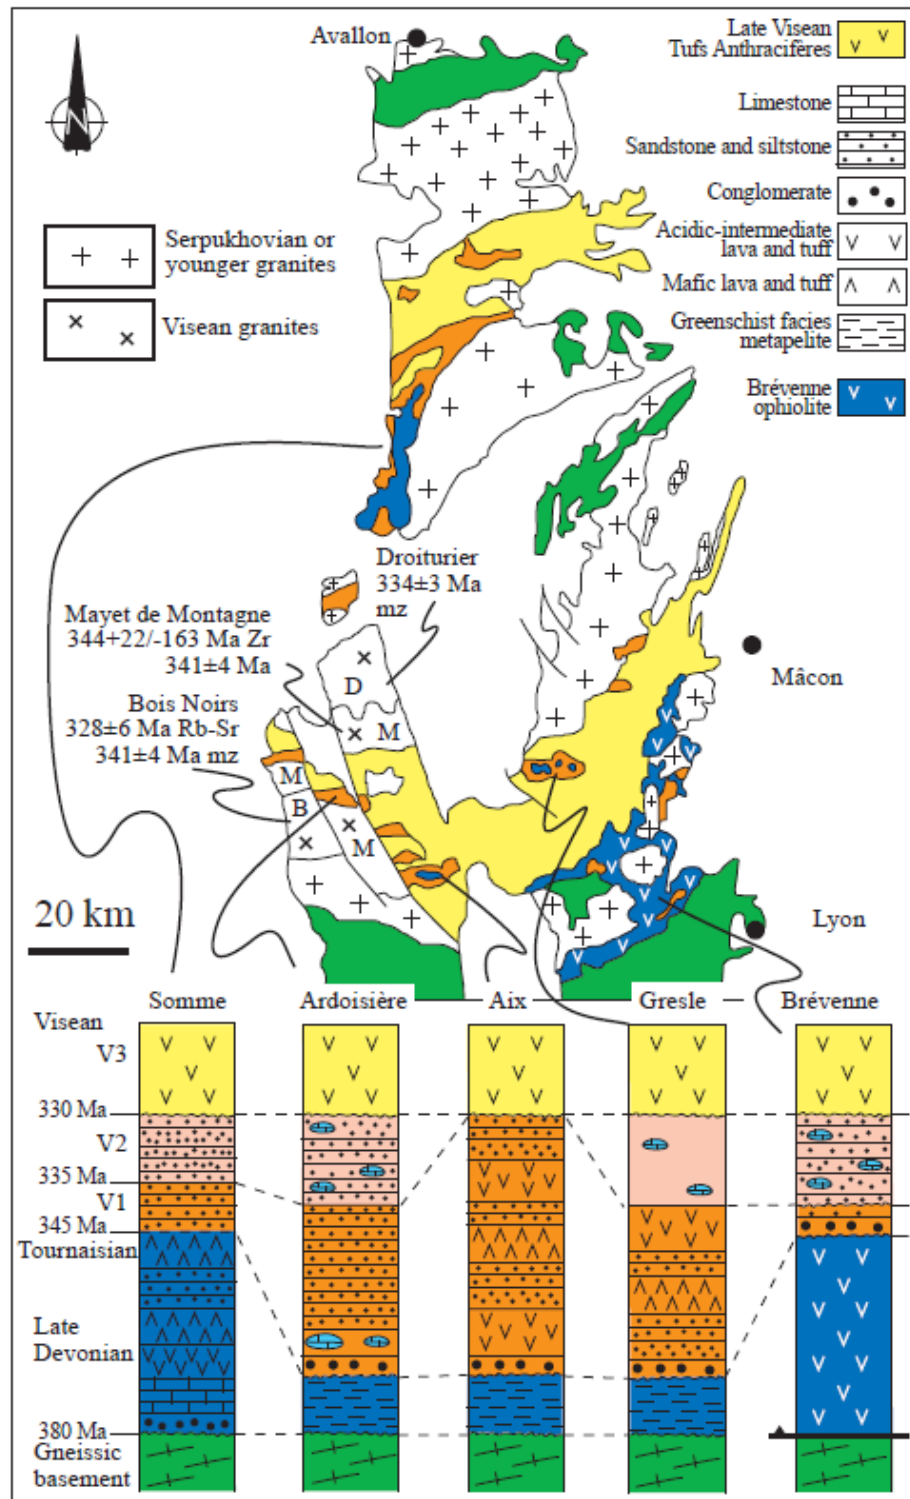 Avallon
Late Visean
Tufs Anthracifères
Limestone
Sandstone and siltstone
Conglomerate
Acidic-intermediate
lava and tuff
Mafic lava and tuff
Greenschist facies
metapelite
Brévenne
ophiolite
N
Serpukhovian or
younger granites
Visean granites
Droiturier
334±3 Ma
mz
Mayet de Montagne
344+22/-163 Ma Zr
341±4 Ma
Bois Noirs
328±6 Ma Rb-Sr
341±4 Ma mz
D
M
M
B
M
Mâcon
20 km
Lyon
Somme
Ardoisière
Aix
Gresle
Brévenne
Visean
V3
330 Ma
V2
335 Ma
V1
345 Ma
Tournaisian
Late
Devonian
380 Ma
Gneissic
basement